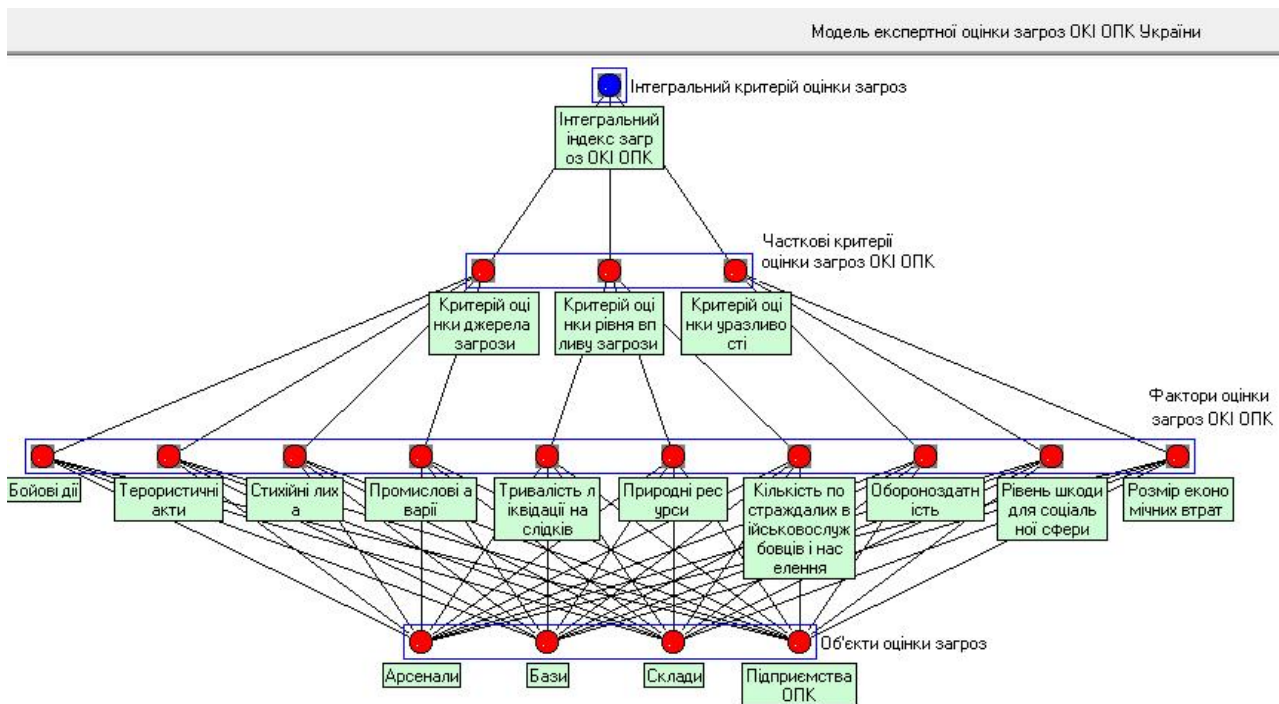 Модель експертної оцінки загроз ОКІ ОПК України
Інтегральний критерій оцінки загроз
Інтегральний
індекс загр
оз ОКІ ОПК
Часткові критерії
оцінки загроз ОКІ ОПК
Критерій оці
нки джерела
загрози
Критерій оці
нки рівня вп
ливу загрози
Критерій оці
нки уразливо
сті
Фактори оцінки
загроз ОКІ ОПК
Бойові дії
Терористичні
акти
Стихійні лих
а
Промислові а
варії
Тривалість л
іквідації на
слідків
Природні рес
урси
Кількість по
страждалих в
ійськовослуж
бовців і нас
елення
Обороноздатн
ість
Рівень шкоди
для соціаль
ної сфери
Розмір еконо
мічних втрат
Об'єкти оцінки загроз
Арсенали
Бази
Склади
Підприємства
ОПК